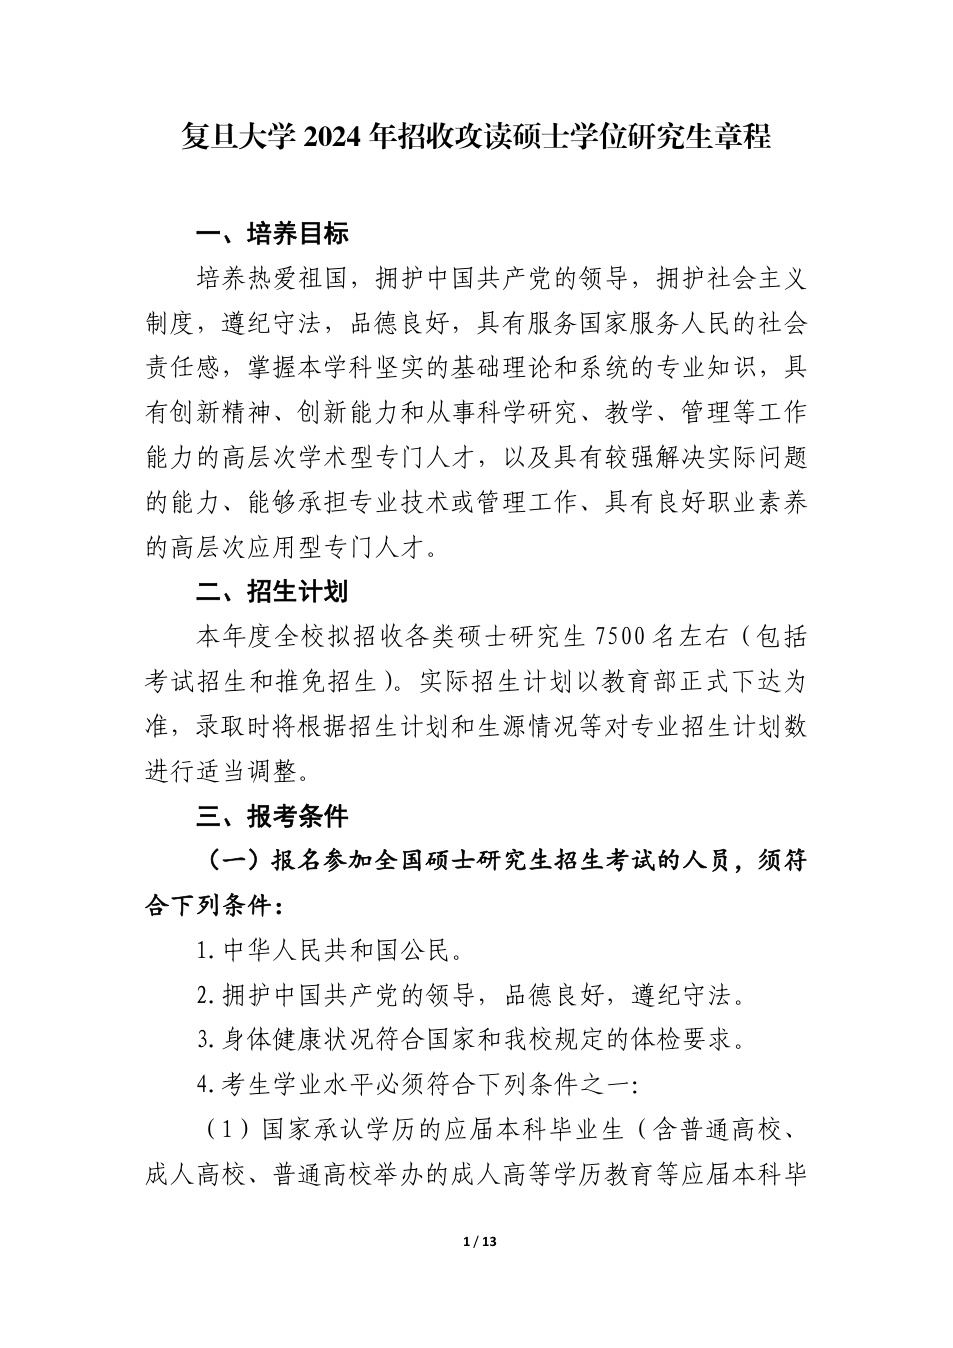 复旦大学 2024 年招收攻读硕士学位研究生章程
一、培养目标
培养热爱祖国，拥护中国共产党的领导，拥护社会主义
制度，遵纪守法，品德良好，具有服务国家服务人民的社会
责任感，掌握本学科坚实的基础理论和系统的专业知识，具
有创新精神、创新能力和从事科学研究、教学、管理等工作
能力的高层次学术型专门人才，以及具有较强解决实际问题
的能力、能够承担专业技术或管理工作、具有良好职业素养
的高层次应用型专门人才。
二、招生计划
本年度全校拟招收各类硕士研究生 7500 名左右（包括
考试招生和推免招生）。实际招生计划以教育部正式下达为
准，录取时将根据招生计划和生源情况等对专业招生计划数
进行适当调整。
三、报考条件
（一）报名参加全国硕士研究生招生考试的人员，须符
合下列条件：
1. 中华人民共和国公民。
2. 拥护中国共产党的领导，品德良好，遵纪守法。
3. 身体健康状况符合国家和我校规定的体检要求。
4. 考生学业水平必须符合下列条件之一：
（1）国家承认学历的应届本科毕业生（含普通高校、
成人高校、普通高校举办的成人高等学历教育等应届本科毕
1 / 13